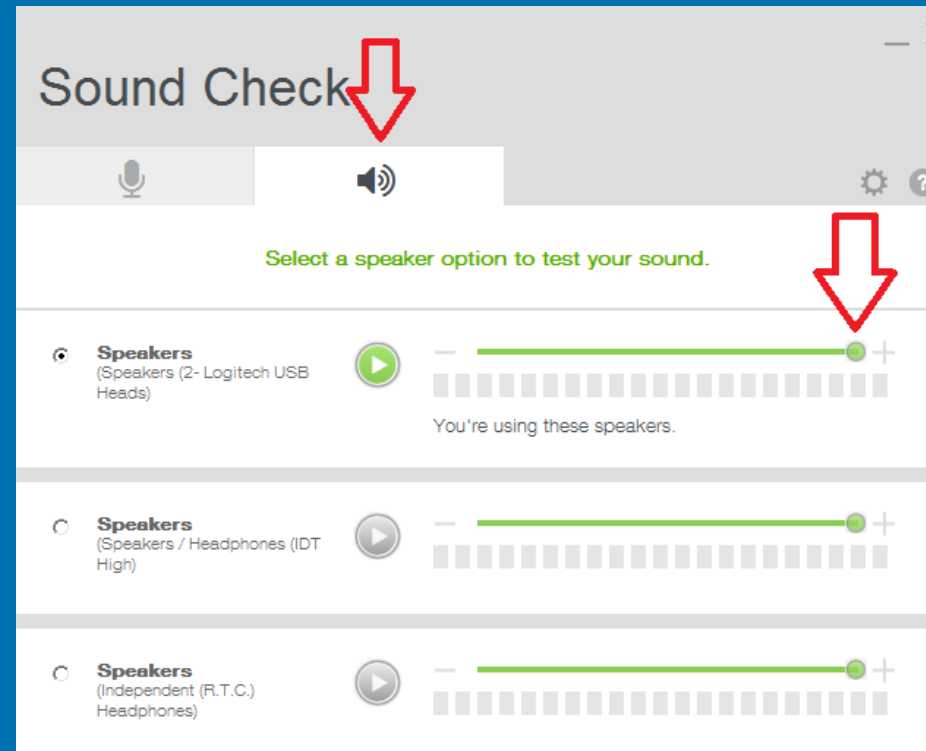 Sound Check
Select a speaker option to test your sound.
Speakers
(Speakers (2- Logitech USB
Heads)
You're using these speakers.
Speakers
(Speakers / Headphones (IDT
High)
Speakers
(Independent (R.T.C.)
Headphones)